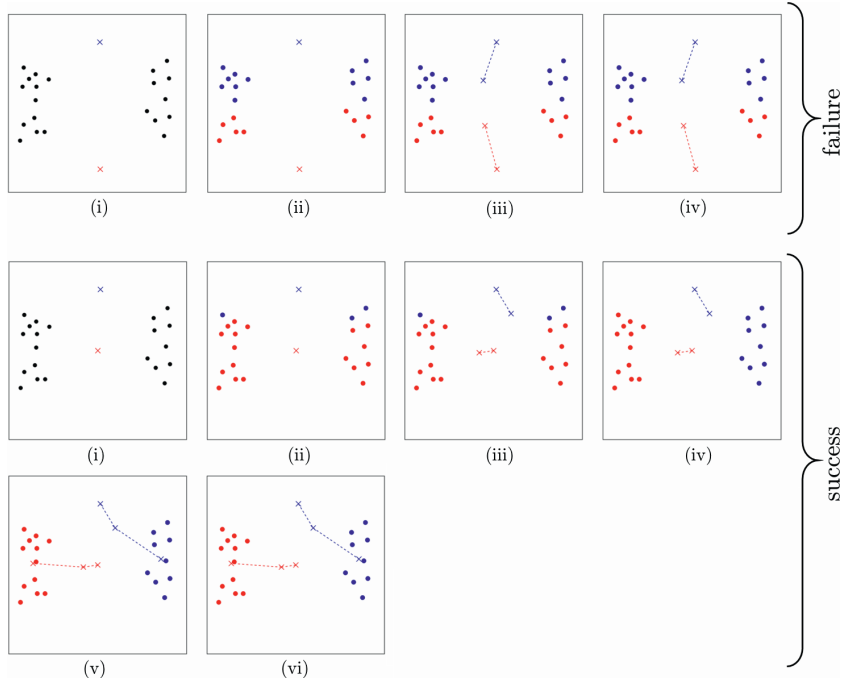 (i) (ii) (iii) (iv)
failure
(i) (ii) (iii) (iv)
(v) (vi)
success